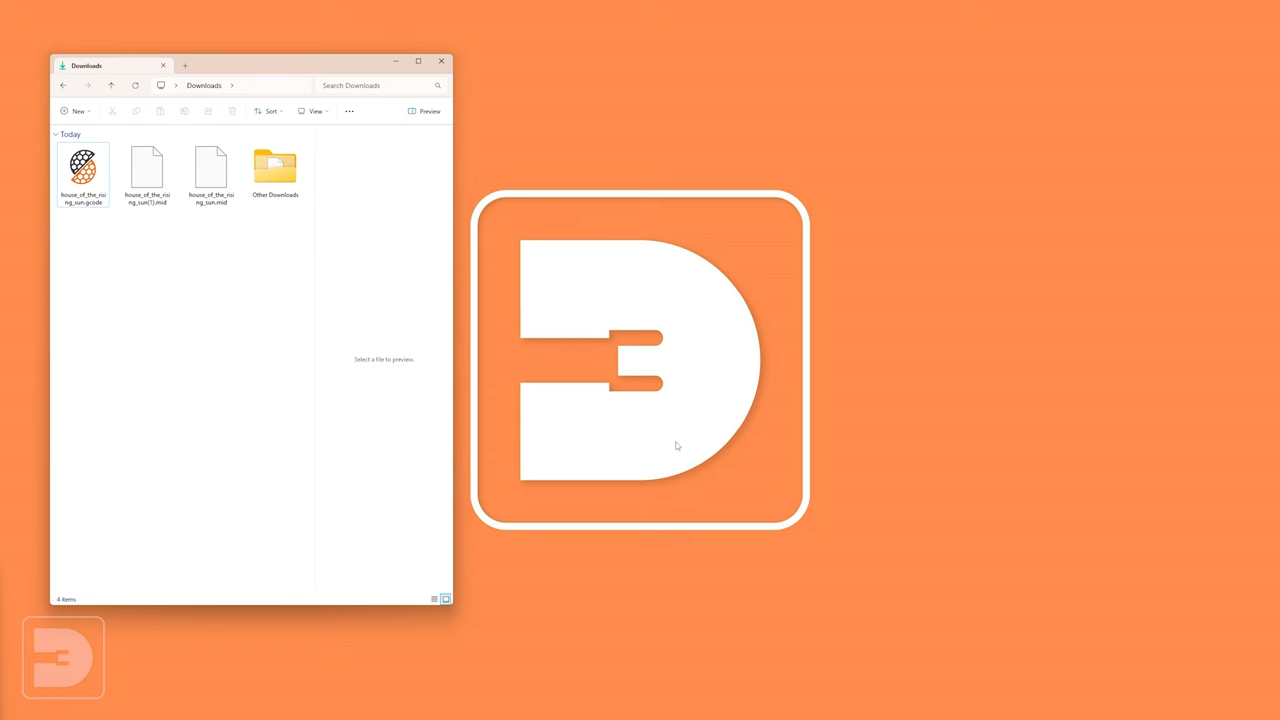 Downloads
Downloads
Search Downloads
New
Sort
View
Preview
Today
house_of_the_risi
ng_sun.gcode
house_of_the_risi
ng_sun(1).mid
house_of_the_risi
ng_sun.mid
Other Downloads
Select a file to preview.
4 items